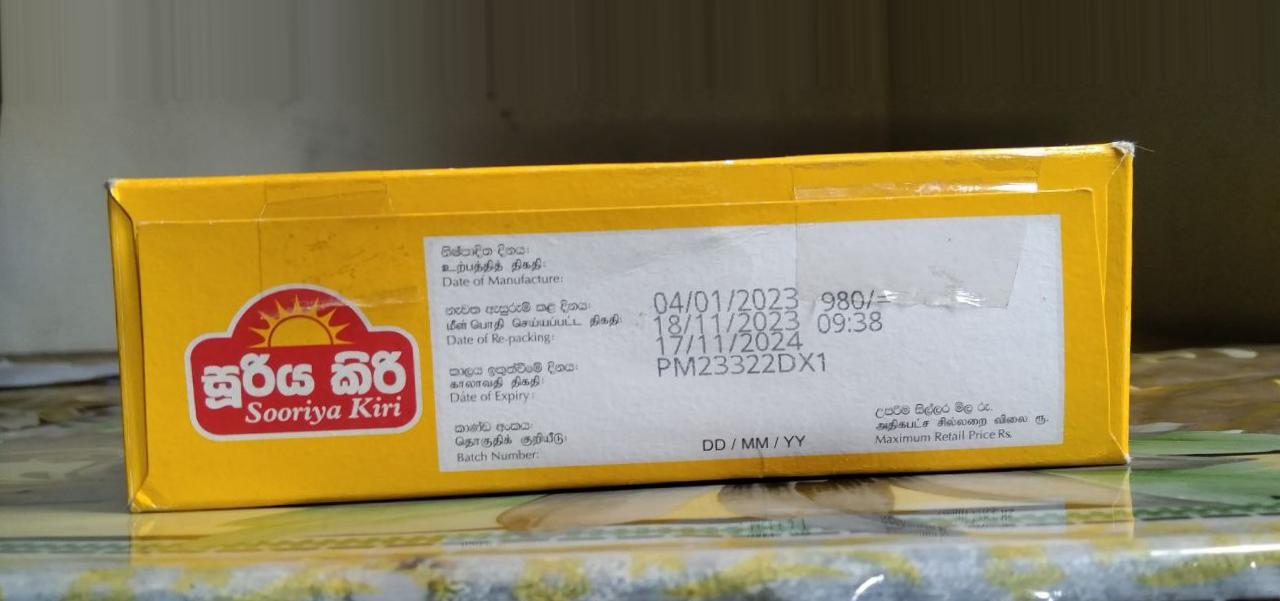 සූරිය කිරි
Sooriya Kiri
නිෂ්පාදිත දිනය:
உற்பத்தித் திகதி:
Date of Manufacture:
නැවත ඇසුරුම් කළ දිනය:
மீள் பொதி செய்யப்பட்ட திகதி:
Date of Re-packing:
කාලය ඉකුත්වීමේ දිනය:
காலாவதி திகதி:
Date of Expiry:
කාණ්ඩ අංකය:
தொகுதிக் குறியீடு:
Batch Number:
04/01/2023 980/=
18/11/2023 09:38
17/11/2024
PM23322DX1
DD / MM / YY
උපරිම සිල්ලර මිල රු.
அதிகபட்ச சில்லறை விலை ரூ.
Maximum Retail Price Rs.